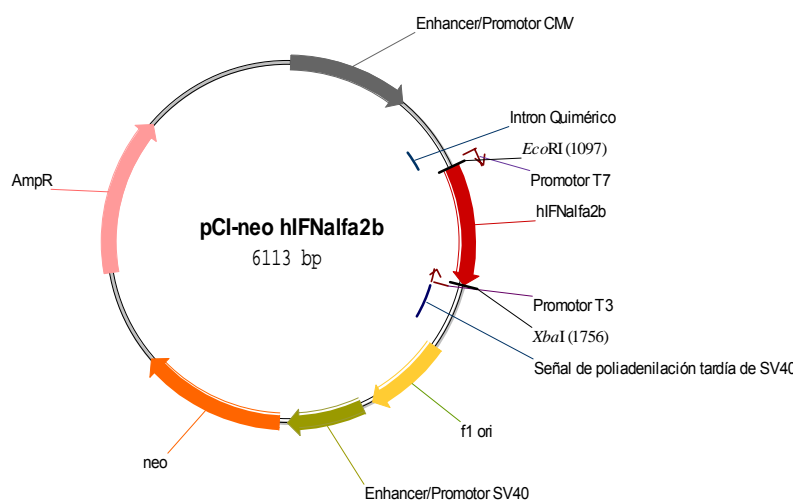 Enhancer/Promotor CMV
Intron Quimérico
EcoRI (1097)
Promotor T7
hIFNalfa2b
AmpR
pCI-neo hIFNalfa2b
6113 bp
Promotor T3
XbaI (1756)
Señal de poliadenilación tardía de SV40
f1 ori
neo
Enhancer/Promotor SV40